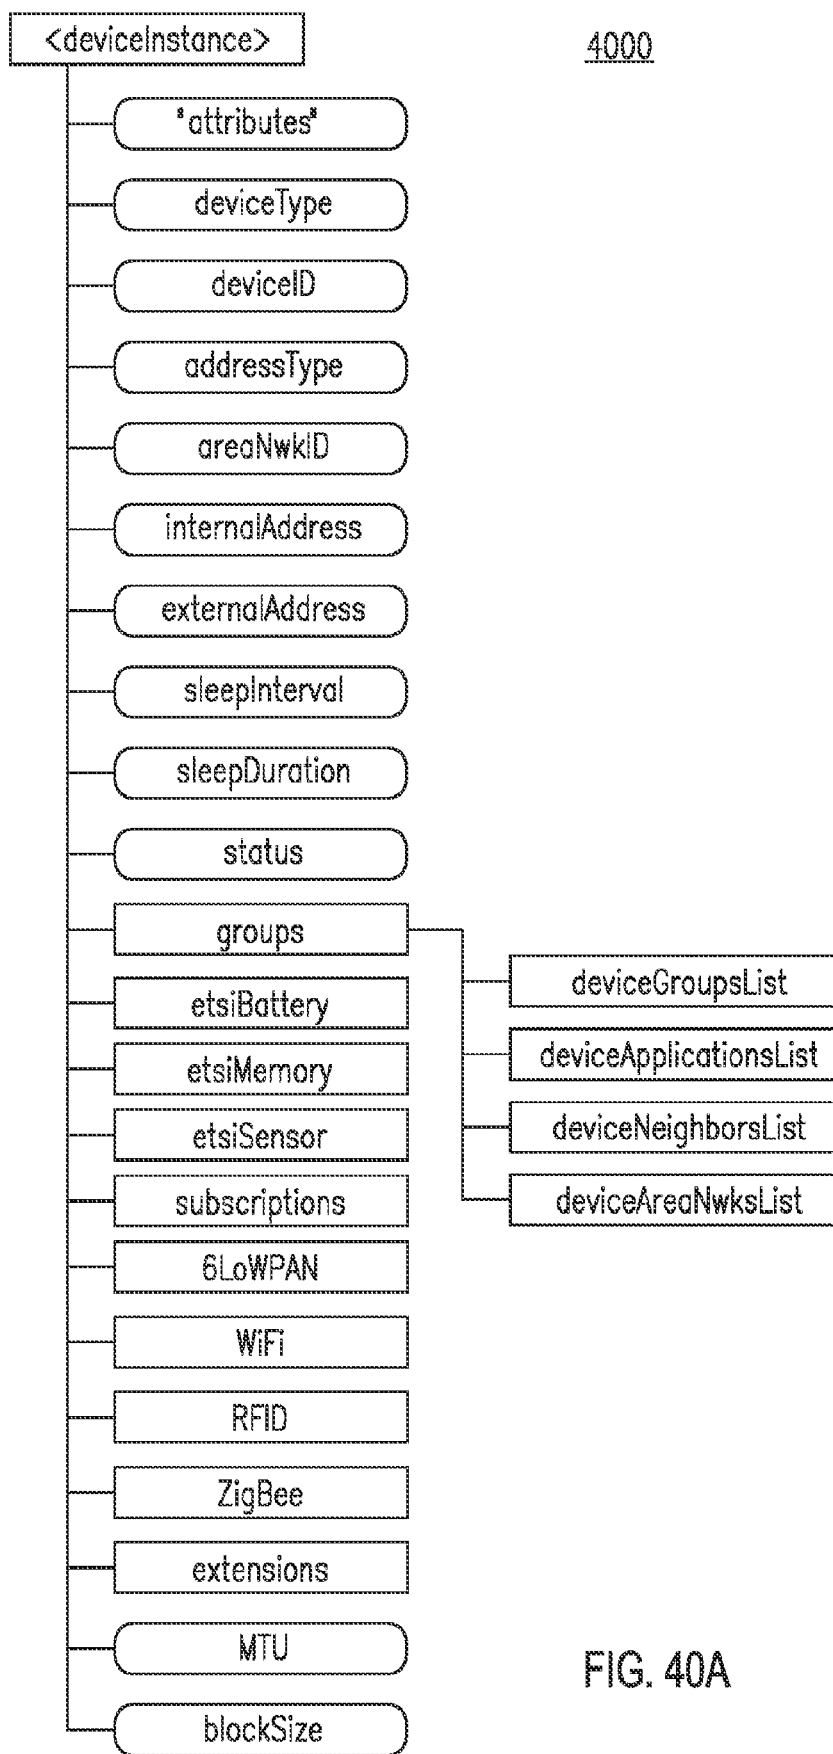 <deviceInstance>
4000
"attributes"
deviceType
deviceID
addressType
areaNwkID
internalAddress
externalAddress
sleepInterval
sleepDuration
status
groups
deviceGroupsList
etsiBattery
deviceApplicationsList
etsiMemory
deviceNeighborsList
etsiSensor
deviceAreaNwksList
subscriptions
6LoWPAN
WiFi
RFID
ZigBee
extensions
MTU
FIG. 40A
blockSize